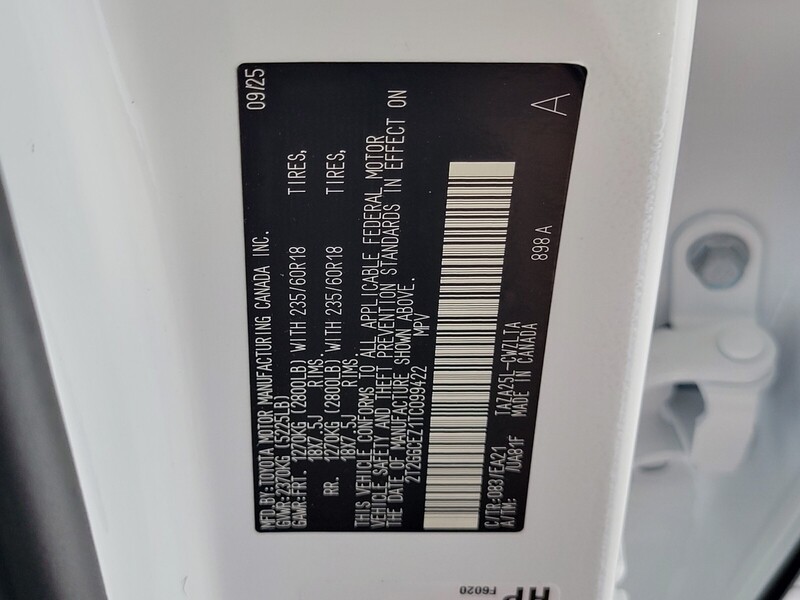 MFD.BY:TOYOTA MOTOR MANUFACTURING CANADA INC. 09/25
GVWR:2370KG (5225LB)
GAWR:FRT. 1270KG (2800LB) WITH 235/60R18 TIRES,
18X7.5J RIMS.
RR. 1270KG (2800LB) WITH 235/60R18 TIRES,
18X7.5J RIMS.
THIS VEHICLE CONFORMS TO ALL APPLICABLE FEDERAL MOTOR
VEHICLE SAFETY AND THEFT PREVENTION STANDARDS IN EFFECT ON
THE DATE OF MANUFACTURE SHOWN ABOVE.
2T2GGCEZ1TC099422 MPV
C/TR:083/EA21 TAZA25L-CWZLTA 898A A
A/TM: /UA81F MADE IN CANADA
F6020